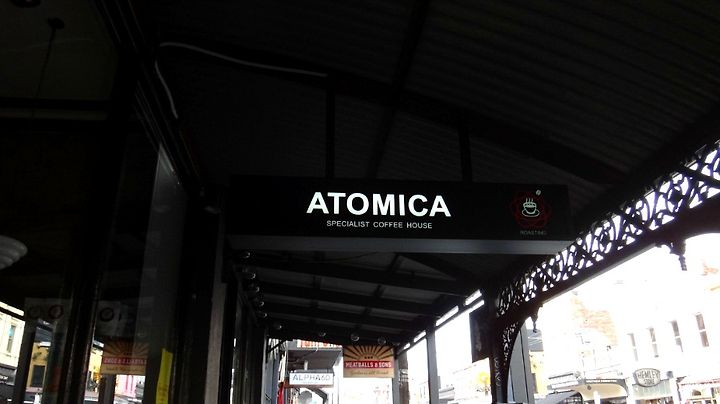 ATOMICA
SPECIALIST COFFEE HOUSE
ROASTING
ALPHA60
MEATBALLS & SONS